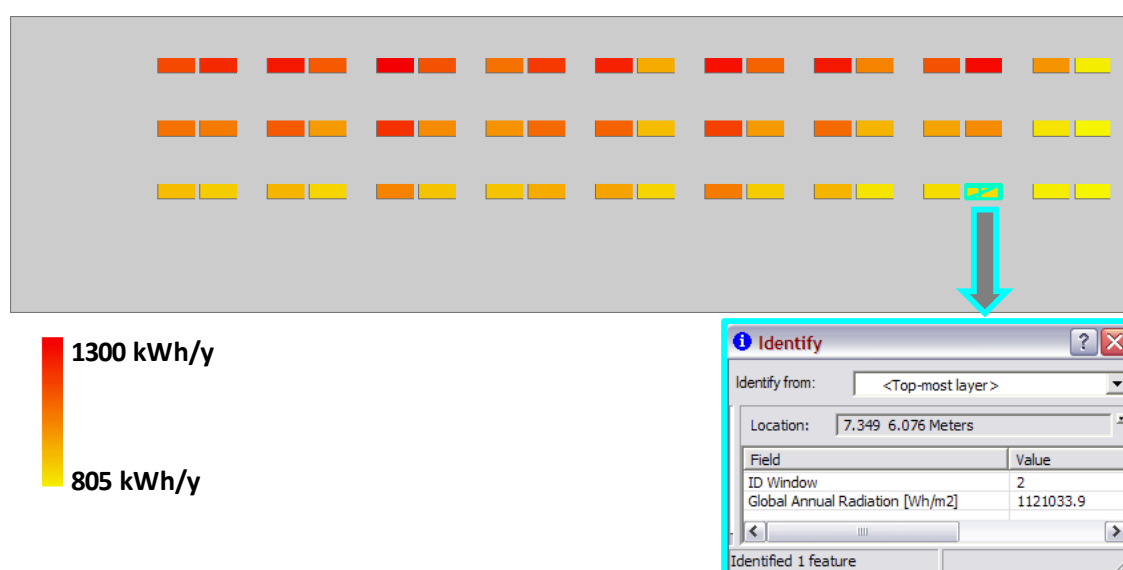 1300 kWh/y
805 kWh/y
Identify
Identify from: <Top-most layer>
Location: 7.349 6.076 Meters
Field Value
ID Window 2
Global Annual Radiation [Wh/m2] 1121033.9
Identified 1 feature